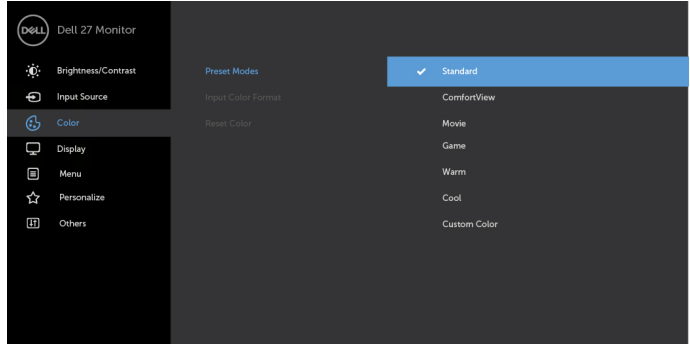 DELL Dell 27 Monitor
Brightness/Contrast
Input Source
Color
Display
Menu
Personalize
Others
Preset Modes
Input Color Format
Reset Color
Standard
ComfortView
Movie
Game
Warm
Cool
Custom Color